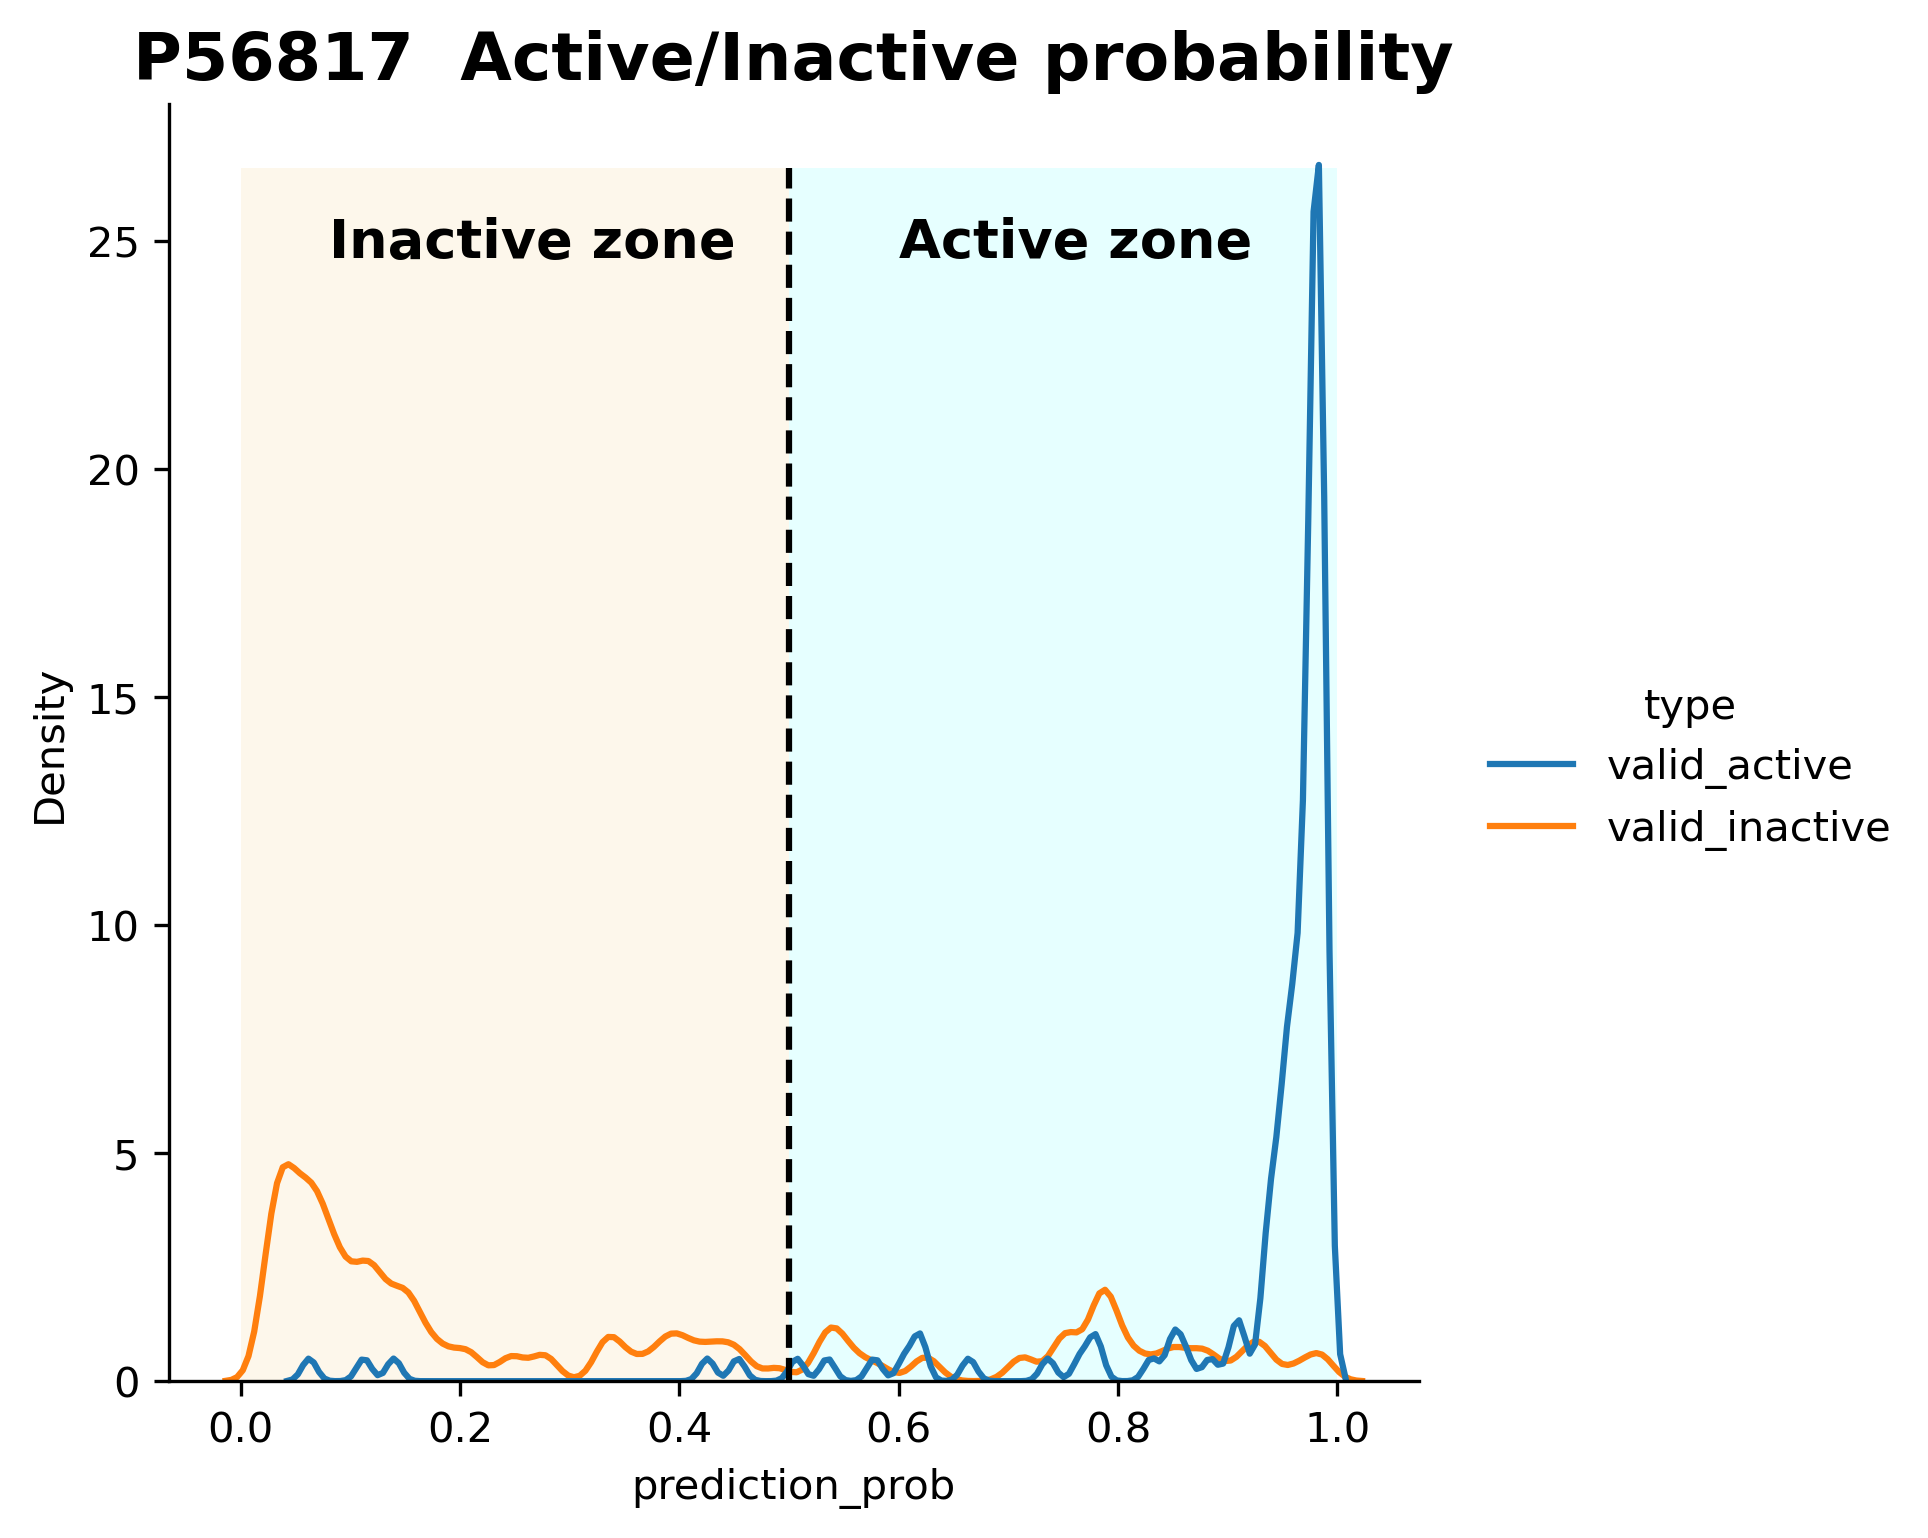 P56817  Active/Inactive probability
Inactive zone
Active zone
25
20
15
10
5
0
Density
0.0
0.2
0.4
0.6
0.8
1.0
prediction_prob
type
valid_active
valid_inactive